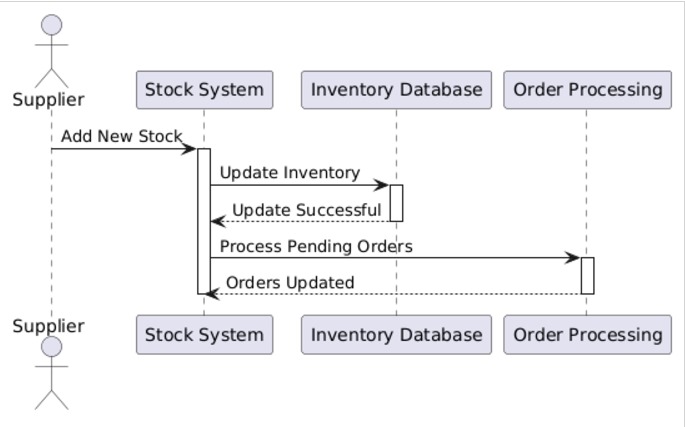 Supplier
Stock System
Inventory Database
Order Processing
Add New Stock
Update Inventory
Update Successful
Process Pending Orders
Orders Updated
Supplier
Stock System
Inventory Database
Order Processing